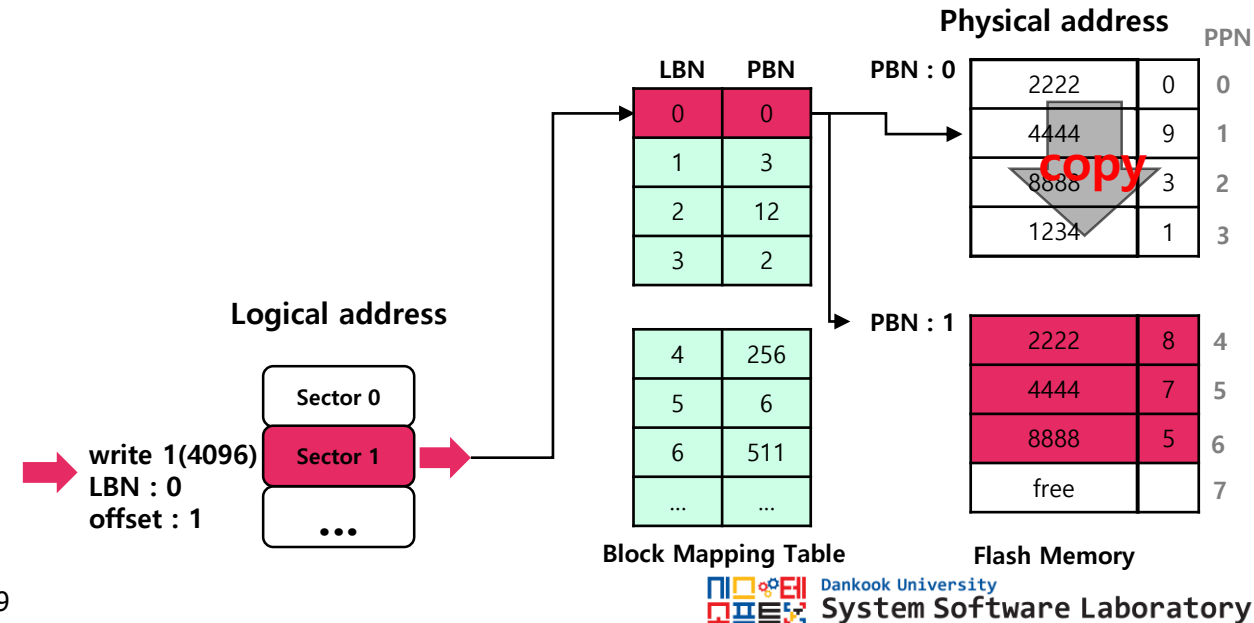 Physical address
PPN
LBN PBN
PBN : 0
2222 0 0
0 0
4444 9 1
1 3
copy
8888 3 2
2 12
1234 1 3
3 2
Logical address
PBN : 1
2222 8 4
4 256
4444 7 5
5 6
Sector 0
8888 5 6
6 511
write 1(4096)
Sector 1
LBN : 0
free 7
offset : 1
...
... ...
Block Mapping Table
Flash Memory
Dankook University
System Software Laboratory
9